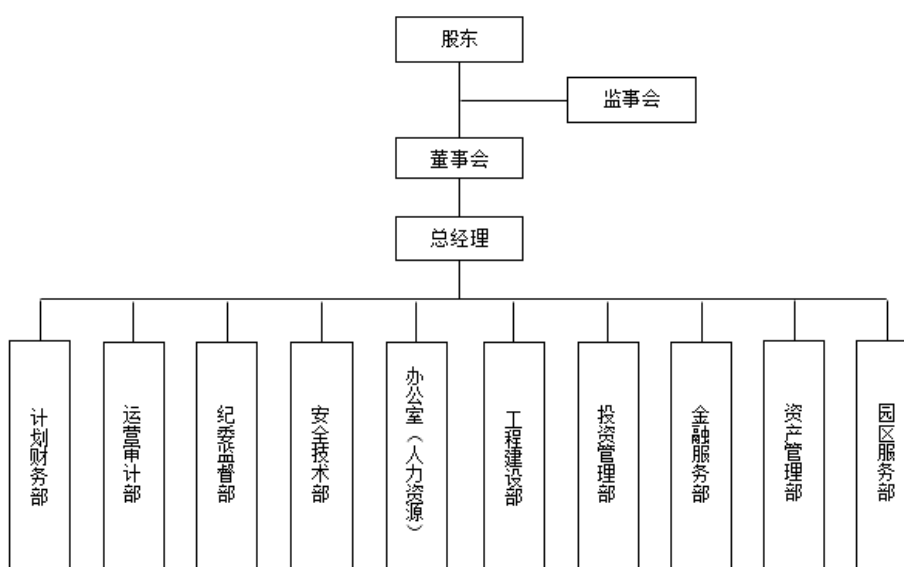 股东
监事会
董事会
总经理
计划财务部
运营审计部
纪委监督部
安全技术部
办公室（人力资源）
工程建设部
投资管理部
金融服务部
资产管理部
园区服务部